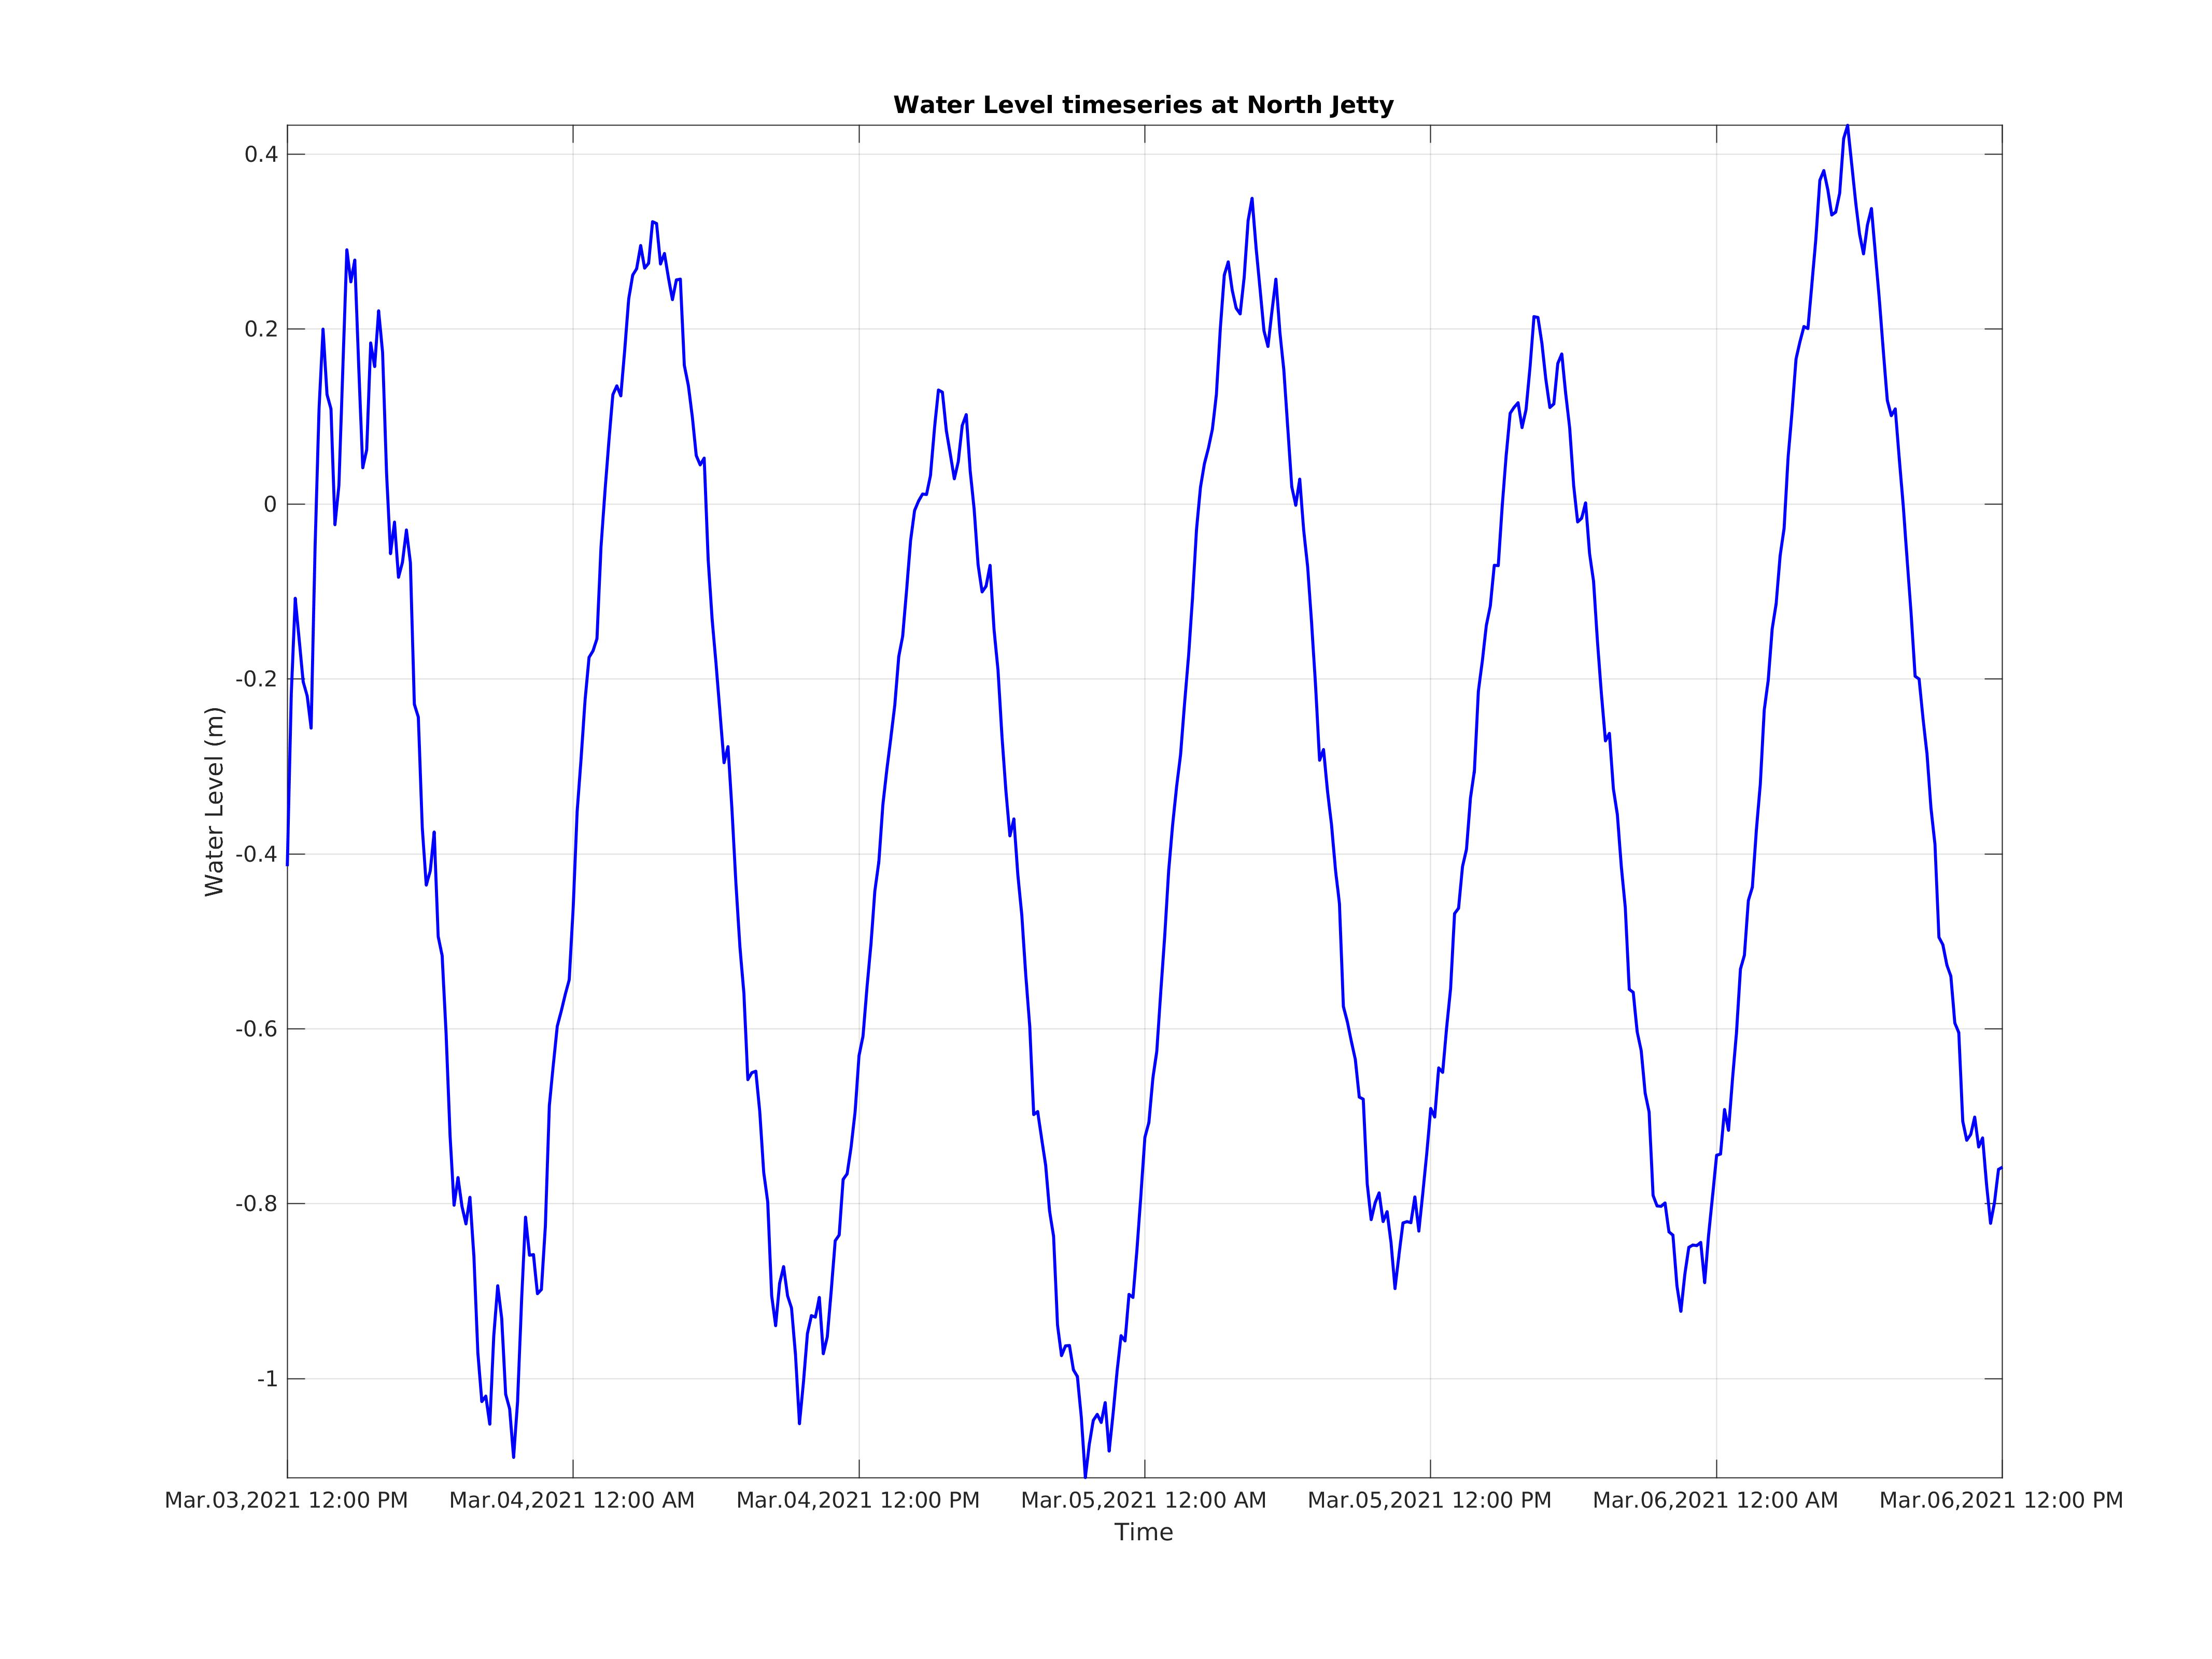 Water Level timeseries at North Jetty
0.4
0.2
0
-0.2
-0.4
-0.6
-0.8
-1
Water Level (m)
Mar.03,2021 12:00 PM
Mar.04,2021 12:00 AM
Mar.04,2021 12:00 PM
Mar.05,2021 12:00 AM
Mar.05,2021 12:00 PM
Mar.06,2021 12:00 AM
Mar.06,2021 12:00 PM
Time